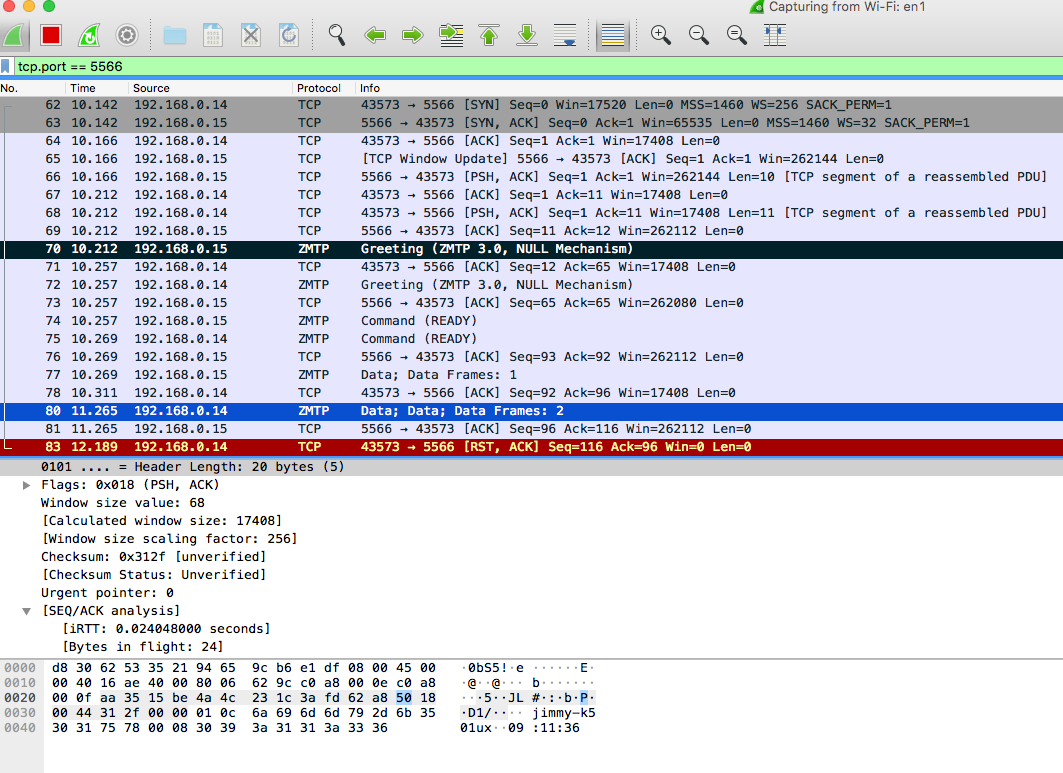 Capturing from Wi-Fi: en1
tcp.port == 5566
No. Time Source Protocol Info
62 10.142 192.168.0.14 TCP 43573 → 5566 [SYN] Seq=0 Win=17520 Len=0 MSS=1460 WS=256 SACK_PERM=1
63 10.142 192.168.0.15 TCP 5566 → 43573 [SYN, ACK] Seq=0 Ack=1 Win=65535 Len=0 MSS=1460 WS=32 SACK_PERM=1
64 10.166 192.168.0.14 TCP 43573 → 5566 [ACK] Seq=1 Ack=1 Win=17408 Len=0
65 10.166 192.168.0.15 TCP [TCP Window Update] 5566 → 43573 [ACK] Seq=1 Ack=1 Win=262144 Len=0
66 10.166 192.168.0.15 TCP 5566 → 43573 [PSH, ACK] Seq=1 Ack=1 Win=262144 Len=10 [TCP segment of a reassembled PDU]
67 10.212 192.168.0.14 TCP 43573 → 5566 [ACK] Seq=1 Ack=11 Win=17408 Len=0
68 10.212 192.168.0.14 TCP 43573 → 5566 [PSH, ACK] Seq=1 Ack=11 Win=17408 Len=11 [TCP segment of a reassembled PDU]
69 10.212 192.168.0.15 TCP 5566 → 43573 [ACK] Seq=11 Ack=12 Win=262112 Len=0
70 10.212 192.168.0.15 ZMTP Greeting (ZMTP 3.0, NULL Mechanism)
71 10.257 192.168.0.14 TCP 43573 → 5566 [ACK] Seq=12 Ack=65 Win=17408 Len=0
72 10.257 192.168.0.14 ZMTP Greeting (ZMTP 3.0, NULL Mechanism)
73 10.257 192.168.0.15 TCP 5566 → 43573 [ACK] Seq=65 Ack=65 Win=262080 Len=0
74 10.257 192.168.0.15 ZMTP Command (READY)
75 10.269 192.168.0.14 ZMTP Command (READY)
76 10.269 192.168.0.15 TCP 5566 → 43573 [ACK] Seq=93 Ack=92 Win=262112 Len=0
77 10.269 192.168.0.15 ZMTP Data; Data Frames: 1
78 10.311 192.168.0.14 TCP 43573 → 5566 [ACK] Seq=92 Ack=96 Win=17408 Len=0
80 11.265 192.168.0.14 ZMTP Data; Data; Data Frames: 2
81 11.265 192.168.0.15 TCP 5566 → 43573 [ACK] Seq=96 Ack=116 Win=262112 Len=0
83 12.189 192.168.0.14 TCP 43573 → 5566 [RST, ACK] Seq=116 Ack=96 Win=0 Len=0
0101 .... = Header Length: 20 bytes (5)
Flags: 0x018 (PSH, ACK)
Window size value: 68
[Calculated window size: 17408]
[Window size scaling factor: 256]
Checksum: 0x312f [unverified]
[Checksum Status: Unverified]
Urgent pointer: 0
[SEQ/ACK analysis]
[iRTT: 0.024048000 seconds]
[Bytes in flight: 24]
0000 d8 30 62 53 35 21 94 65 9c b6 e1 df 08 00 45 00 ·0bS5!·e ······E·
0010 00 40 16 ae 40 00 80 06 62 9c c0 a8 00 0e c0 a8 ·@··@··· b·······
0020 00 0f aa 35 15 be 4a 4c 23 1c 3a fd 62 a8 50 18 ···5··JL #·:·b·P·
0030 00 44 31 2f 00 00 01 0c 6a 69 6d 6d 79 2d 6b 35 ·D1/···· jimmy-k5
0040 30 31 75 78 00 08 30 39 3a 31 31 3a 33 36 01ux··09 :11:36